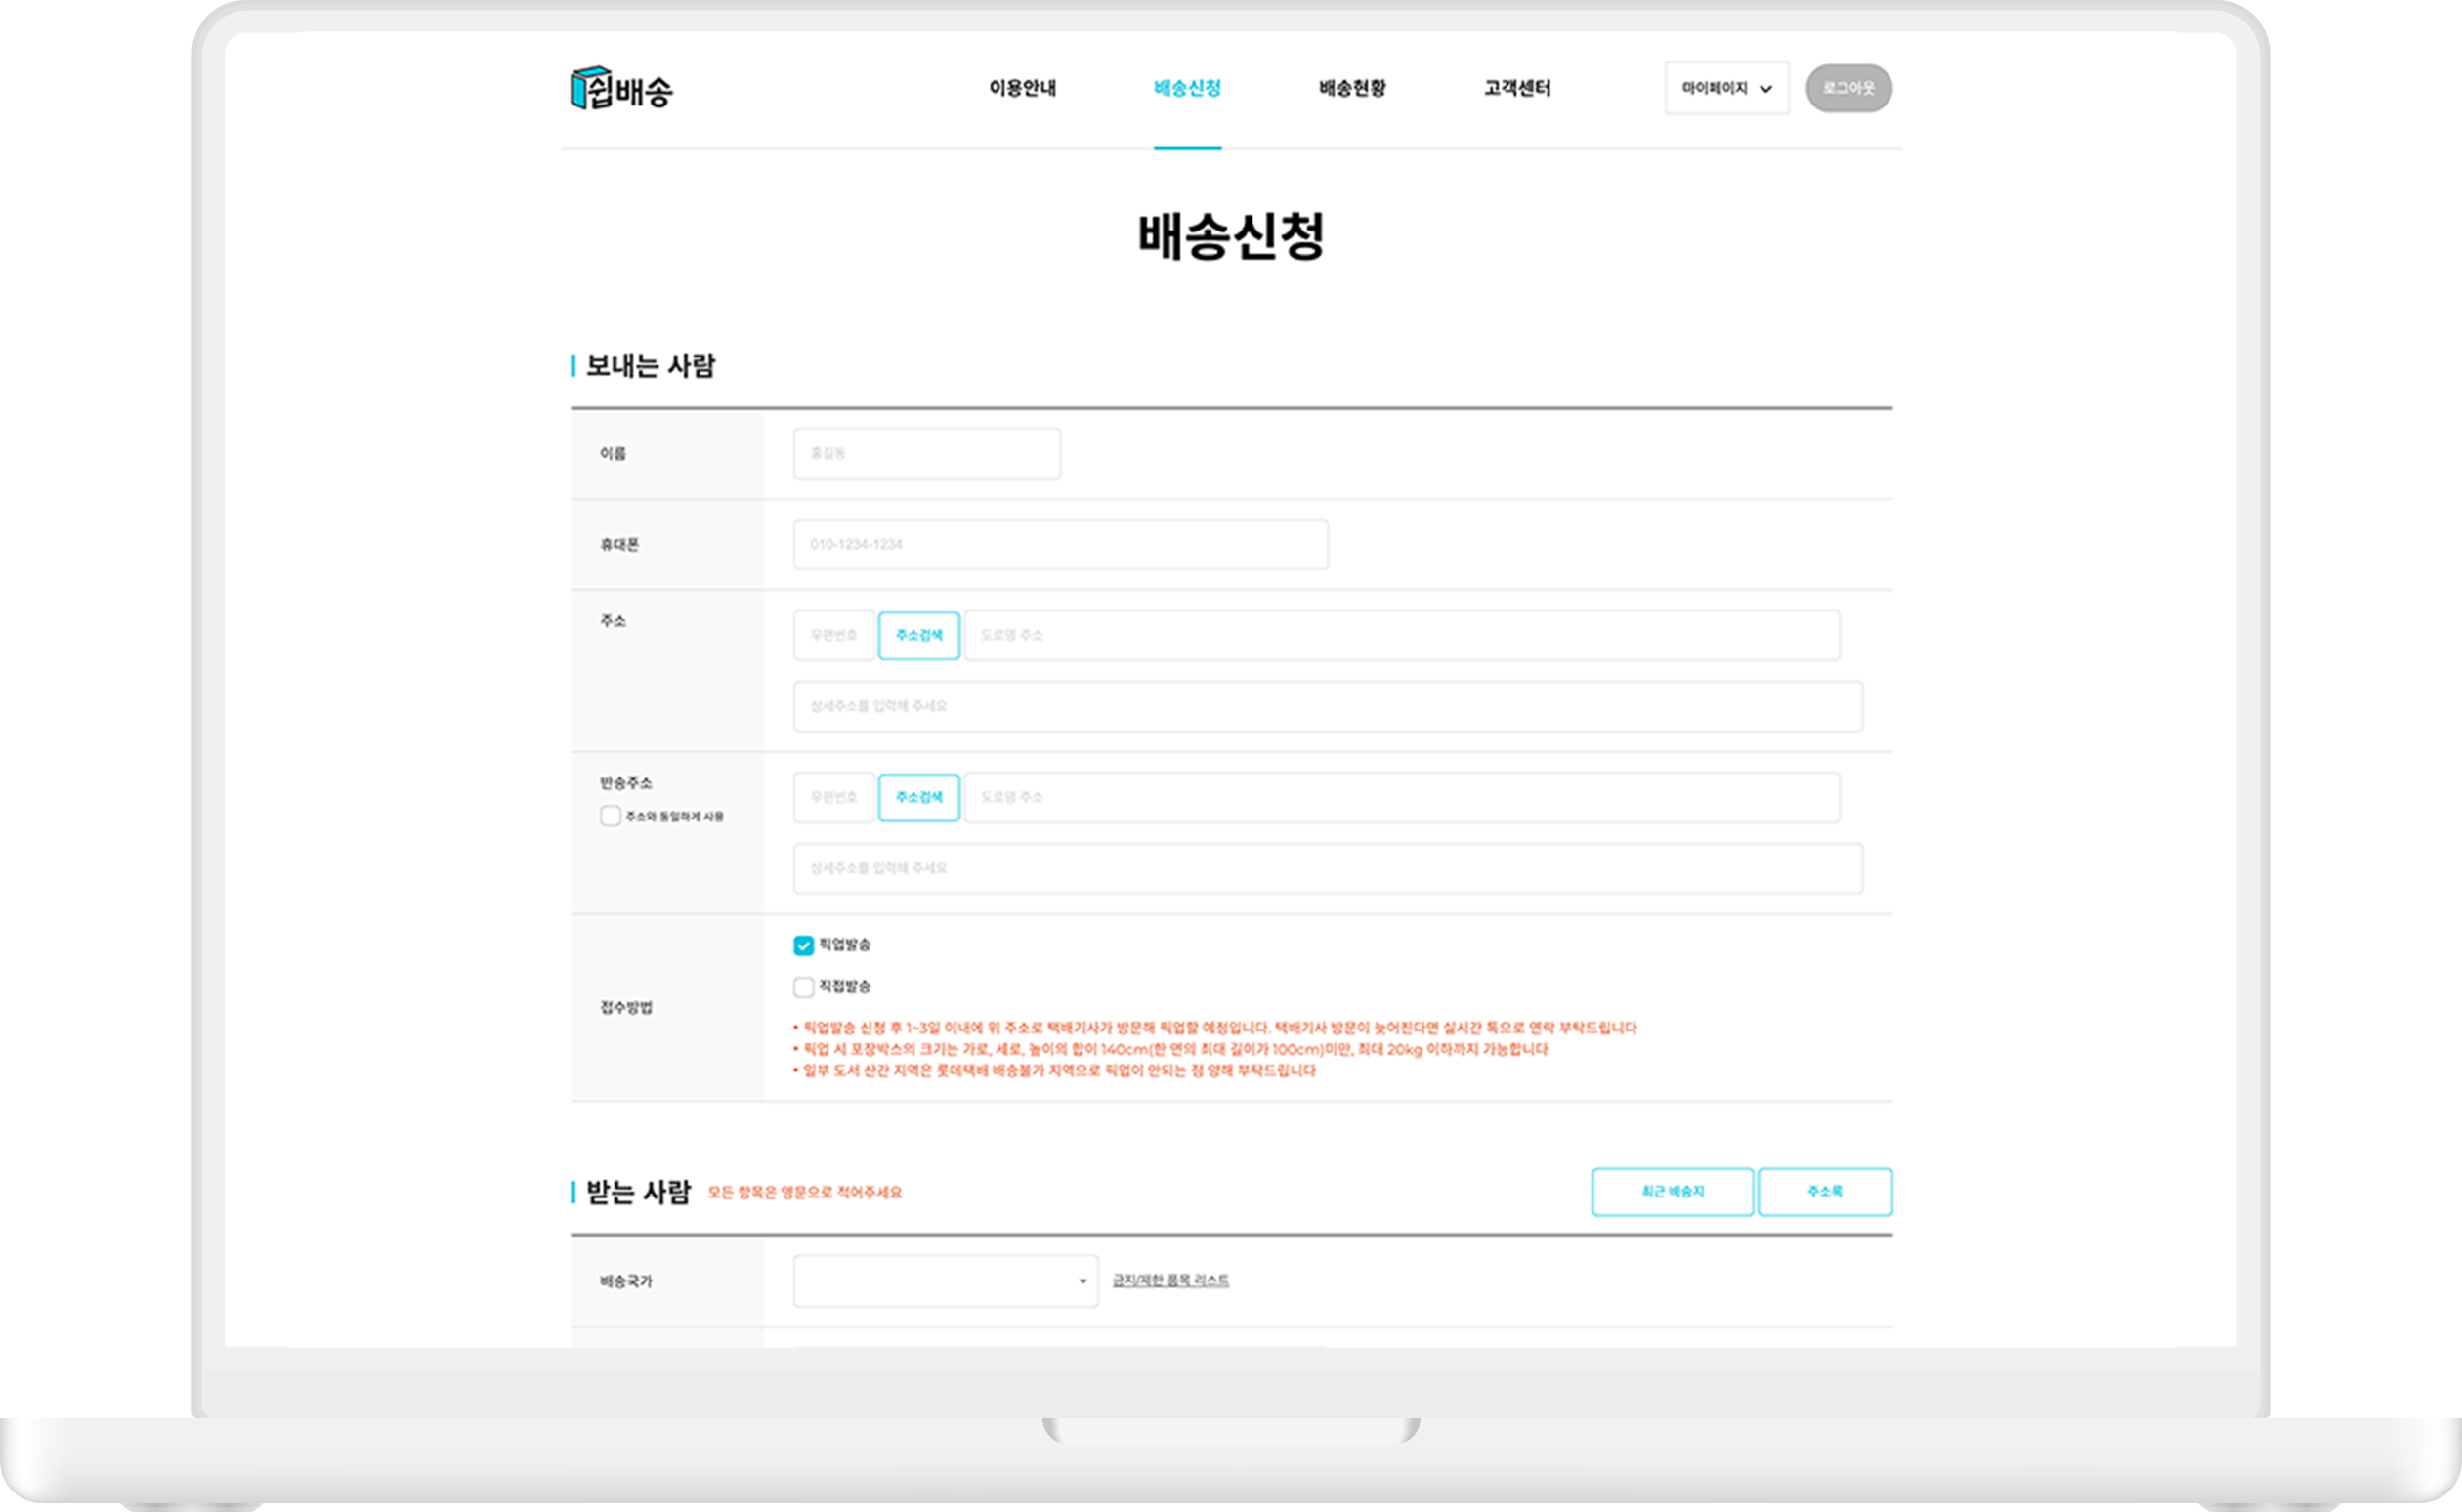 쉽배송
이용안내 배송신청 배송현황 고객센터 마이페이지 로그아웃
배송신청
보내는 사람
이름 홍길동
휴대폰 010-1234-1234
주소 우편번호 주소검색 도로명 주소
상세주소를 입력해 주세요
반송주소 우편번호 주소검색 도로명 주소
주소와 동일하게 사용
상세주소를 입력해 주세요
픽업발송
직접발송
접수방법
• 픽업발송 신청 후 1~3일 이내에 위 주소로 택배기사가 방문해 픽업할 예정입니다. 택배기사 방문이 늦어진다면 실시간 톡으로 연락 부탁드립니다
• 픽업 시 포장박스의 크기는 가로, 세로, 높이의 합이 140cm(한 면의 최대 길이가 100cm)미만, 최대 20kg 이하까지 가능합니다
• 일부 도서 산간 지역은 롯데택배 배송불가 지역으로 픽업이 안되는 점 양해 부탁드립니다
받는 사람 모든 항목은 영문으로 적어주세요 최근 배송지 주소록
배송국가 금지/제한 품목 리스트